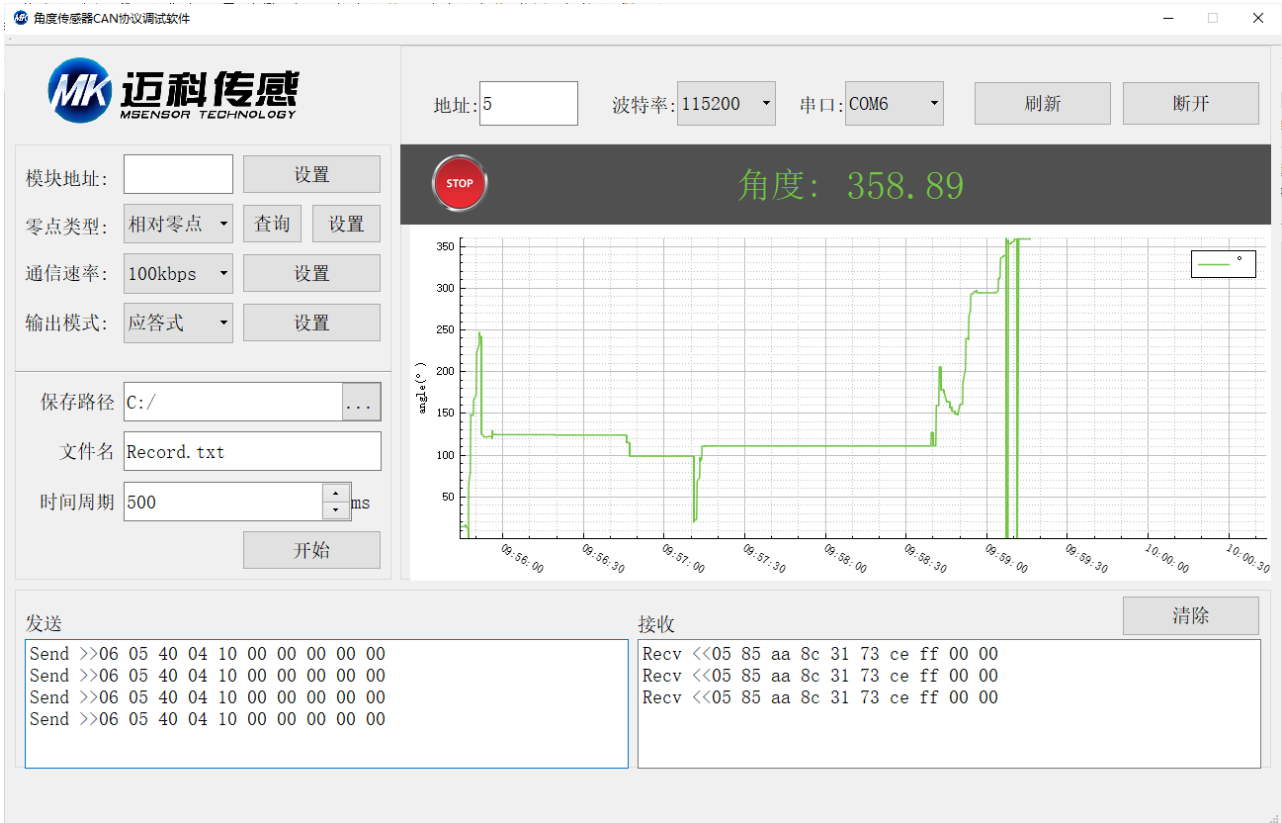 角度传感器CAN协议调试软件
MK 迈科传感
MSENSOR TECHNOLOGY
地址: 5 波特率: 115200 串口: COM6 刷新 断开
模块地址: 设置
零点类型: 相对零点 查询 设置
通信速率: 100kbps 设置
输出模式: 应答式 设置
保存路径 C:/ ...
文件名 Record.txt
时间周期 500 ms
开始
STOP 角度: 358.89
350
300
250
200
150
100
50
angle(°)
°
09:56:00 09:56:30 09:57:00 09:57:30 09:58:00 09:58:30 09:59:00 09:59:30 10:00:00 10:00:30
发送
Send >>06 05 40 04 10 00 00 00 00 00
Send >>06 05 40 04 10 00 00 00 00 00
Send >>06 05 40 04 10 00 00 00 00 00
Send >>06 05 40 04 10 00 00 00 00 00
接收 清除
Recv <<05 85 aa 8c 31 73 ce ff 00 00
Recv <<05 85 aa 8c 31 73 ce ff 00 00
Recv <<05 85 aa 8c 31 73 ce ff 00 00